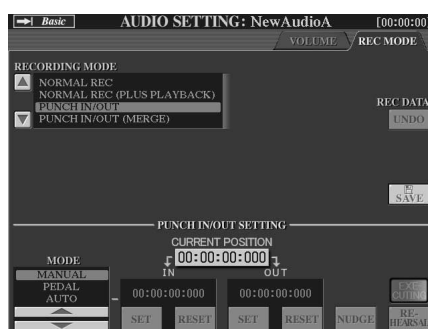 Basic AUDIO SETTING: NewAudioA [00:00:00
VOLUME REC MODE
RECORDING MODE
NORMAL REC
NORMAL REC (PLUS PLAYBACK)
PUNCH IN/OUT
PUNCH IN/OUT (MERGE)
REC DATA
UNDO
SAVE
PUNCH IN/OUT SETTING
CURRENT POSITION
00:00:00:000
IN OUT
MODE
MANUAL
PEDAL
AUTO
00:00:00:000 00:00:00:000
SET RESET SET RESET NUDGE
EXE-
CUTING
RE-
HEARSAL